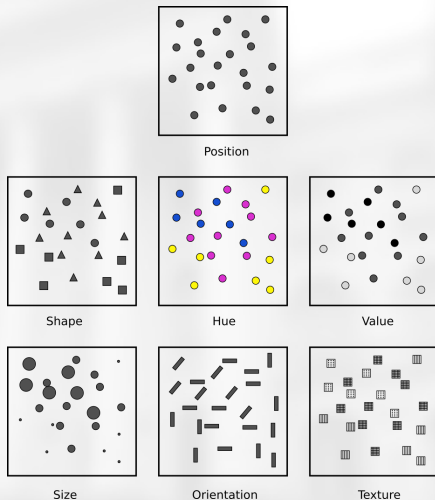 Position
Shape
Hue
Value
Size
Orientation
Texture